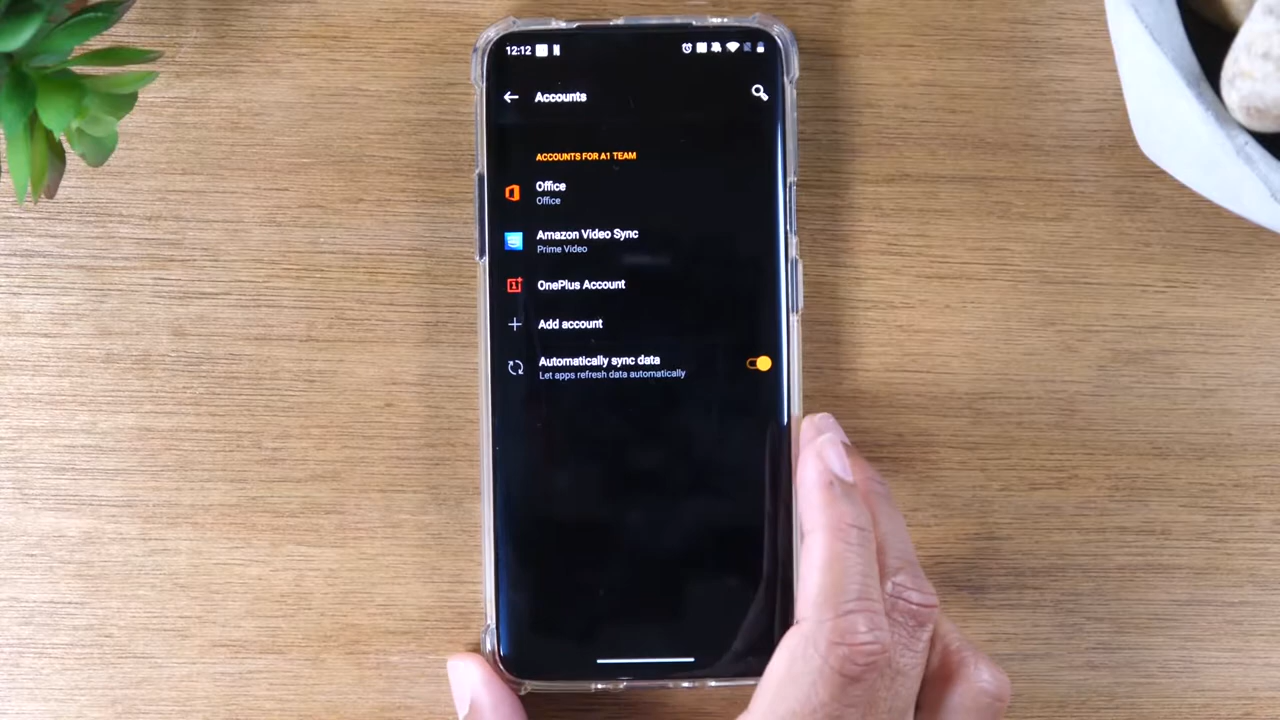 12:12
Accounts
ACCOUNTS FOR A1 TEAM
Office
Office
Amazon Video Sync
Prime Video
OnePlus Account
Add account
Automatically sync data
Let apps refresh data automatically